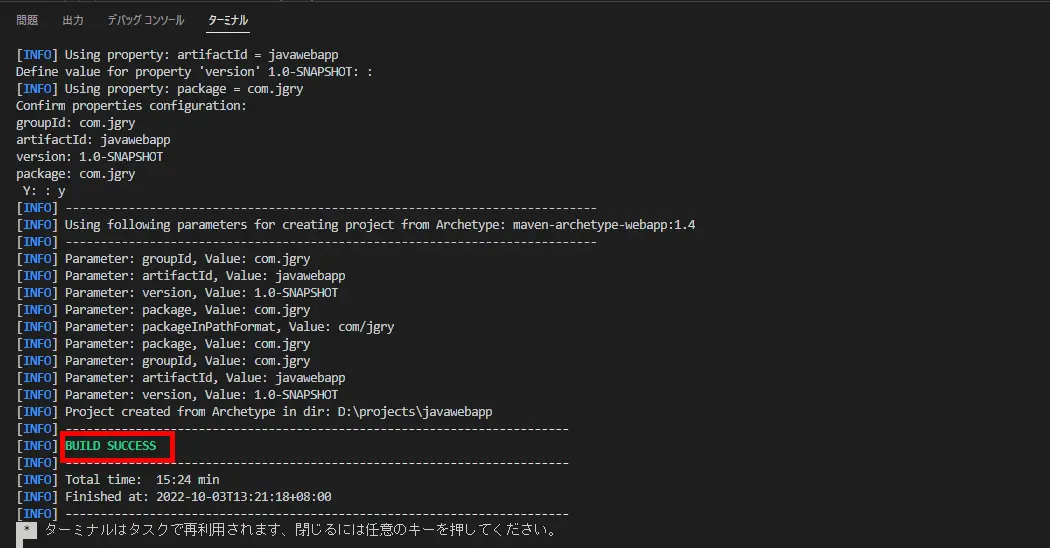 問題 出力 デバッグ コンソール ターミナル
[INFO] Using property: artifactId = javawebapp
Define value for property 'version' 1.0-SNAPSHOT: :
[INFO] Using property: package = com.jgry
Confirm properties configuration:
groupId: com.jgry
artifactId: javawebapp
version: 1.0-SNAPSHOT
package: com.jgry
Y: : y
[INFO] ----------------------------------------------------------------------------
[INFO] Using following parameters for creating project from Archetype: maven-archetype-webapp:1.4
[INFO] ----------------------------------------------------------------------------
[INFO] Parameter: groupId, Value: com.jgry
[INFO] Parameter: artifactId, Value: javawebapp
[INFO] Parameter: version, Value: 1.0-SNAPSHOT
[INFO] Parameter: package, Value: com.jgry
[INFO] Parameter: packageInPathFormat, Value: com/jgry
[INFO] Parameter: package, Value: com.jgry
[INFO] Parameter: groupId, Value: com.jgry
[INFO] Parameter: artifactId, Value: javawebapp
[INFO] Parameter: version, Value: 1.0-SNAPSHOT
[INFO] Project created from Archetype in dir: D:\projects\javawebapp
[INFO] ------------------------------------------------------------------------
[INFO] BUILD SUCCESS
[INFO] ------------------------------------------------------------------------
[INFO] Total time:  15:24 min
[INFO] Finished at: 2022-10-03T13:21:18+08:00
[INFO] ------------------------------------------------------------------------
* ターミナルはタスクで再利用されます、閉じるには任意のキーを押してください。